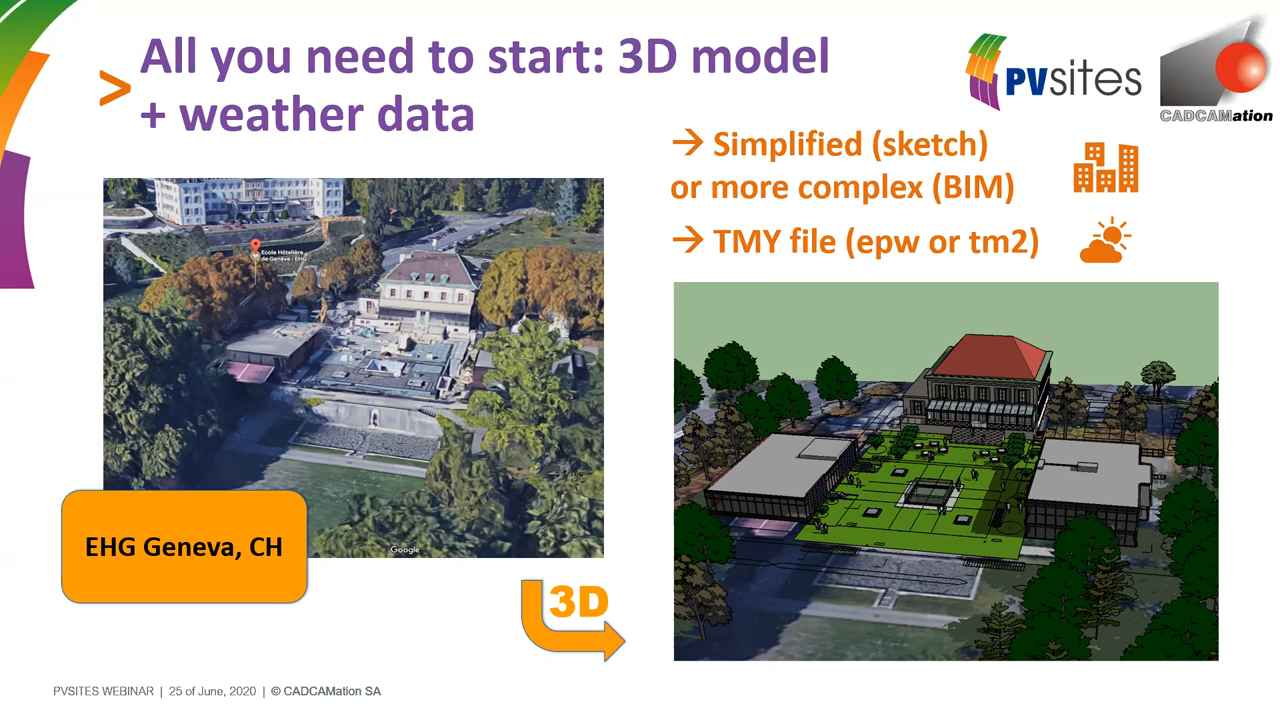 > All you need to start: 3D model
+ weather data
PVsites
CADCAMation
→ Simplified (sketch)
or more complex (BIM)
→ TMY file (epw or tm2)
Ecole Hôtelière
de Genève | EHG
Google
EHG Geneva, CH
3D
PVSITES WEBINAR | 25 of June, 2020 | © CADCAMation SA